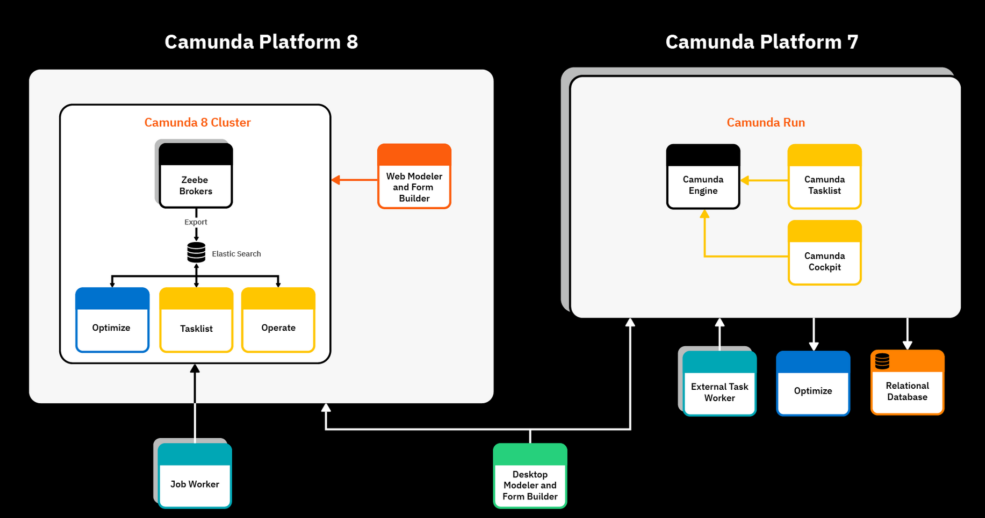 Camunda Platform 8
Camunda Platform 7
Camunda 8 Cluster
Zeebe
Brokers
Export
Elastic Search
Optimize
Tasklist
Operate
Web Modeler
and Form
Builder
Job Worker
Camunda Run
Camunda
Engine
Camunda
Tasklist
Camunda
Cockpit
External Task
Worker
Optimize
Relational
Database
Desktop
Modeler and
Form Builder